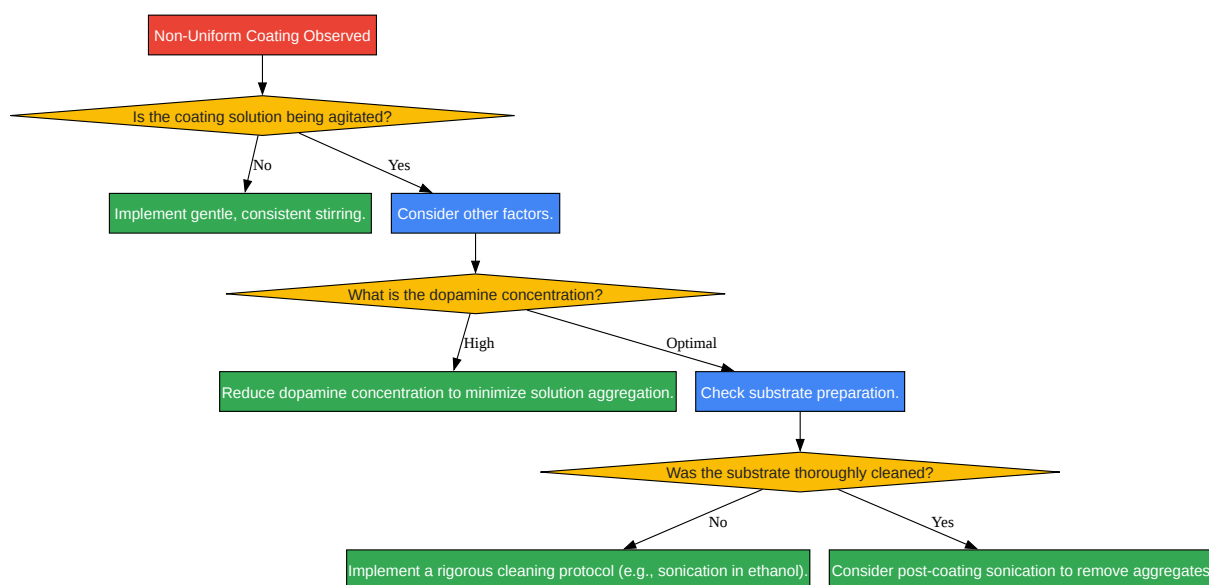 Non-Uniform Coating Observed
Is the coating solution being agitated?
No
Yes
Implement gentle, consistent stirring.
Consider other factors.
What is the dopamine concentration?
High
Optimal
Reduce dopamine concentration to minimize solution aggregation.
Check substrate preparation.
Was the substrate thoroughly cleaned?
No
Yes
Implement a rigorous cleaning protocol (e.g., sonication in ethanol).
Consider post-coating sonication to remove aggregates